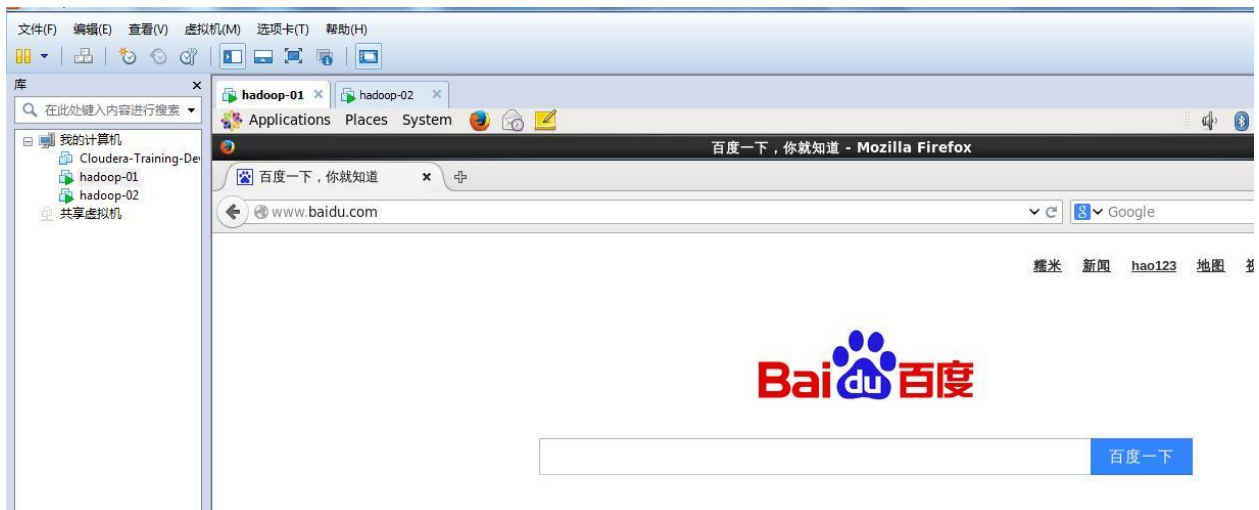 文件(F) 编辑(E) 查看(V) 虚拟机(M) 选项卡(T) 帮助(H)
库
在此处键入内容进行搜索
我的计算机
Cloudera-Training-De
hadoop-01
hadoop-02
共享虚拟机
hadoop-01 hadoop-02
Applications Places System
百度一下，你就知道 - Mozilla Firefox
百度一下，你就知道
www.baidu.com
Google
糯米 新闻 hao123 地图
Bai du 百度
百度一下